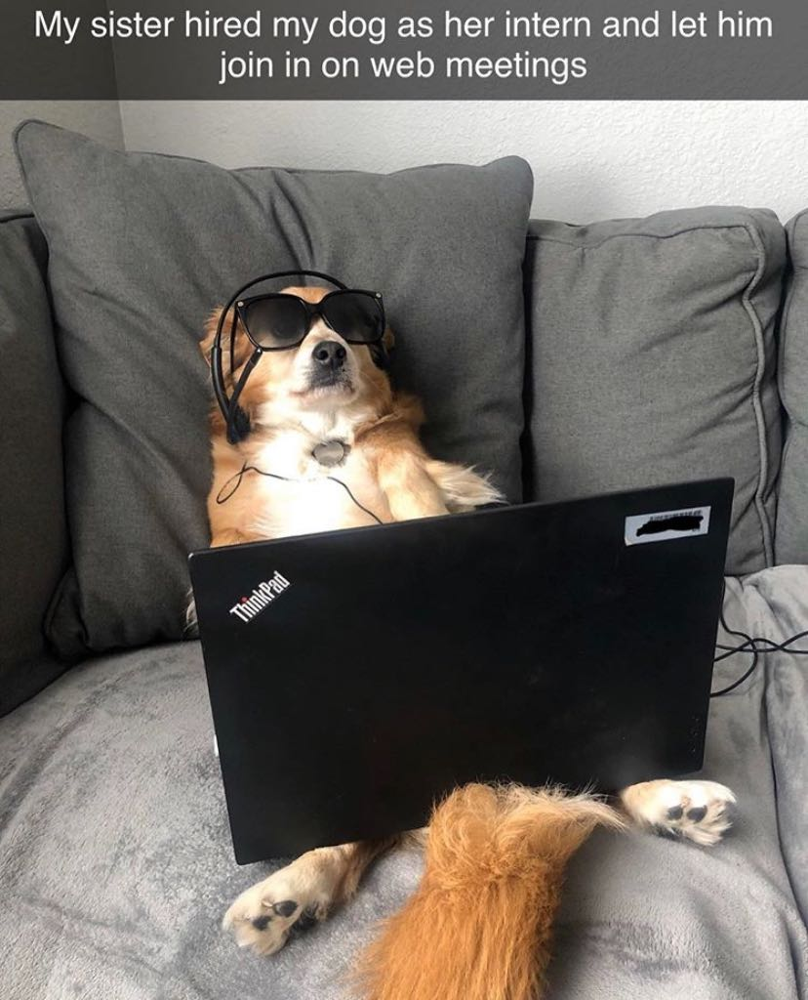 My sister hired my dog as her intern and let him
join in on web meetings
ThinkPad